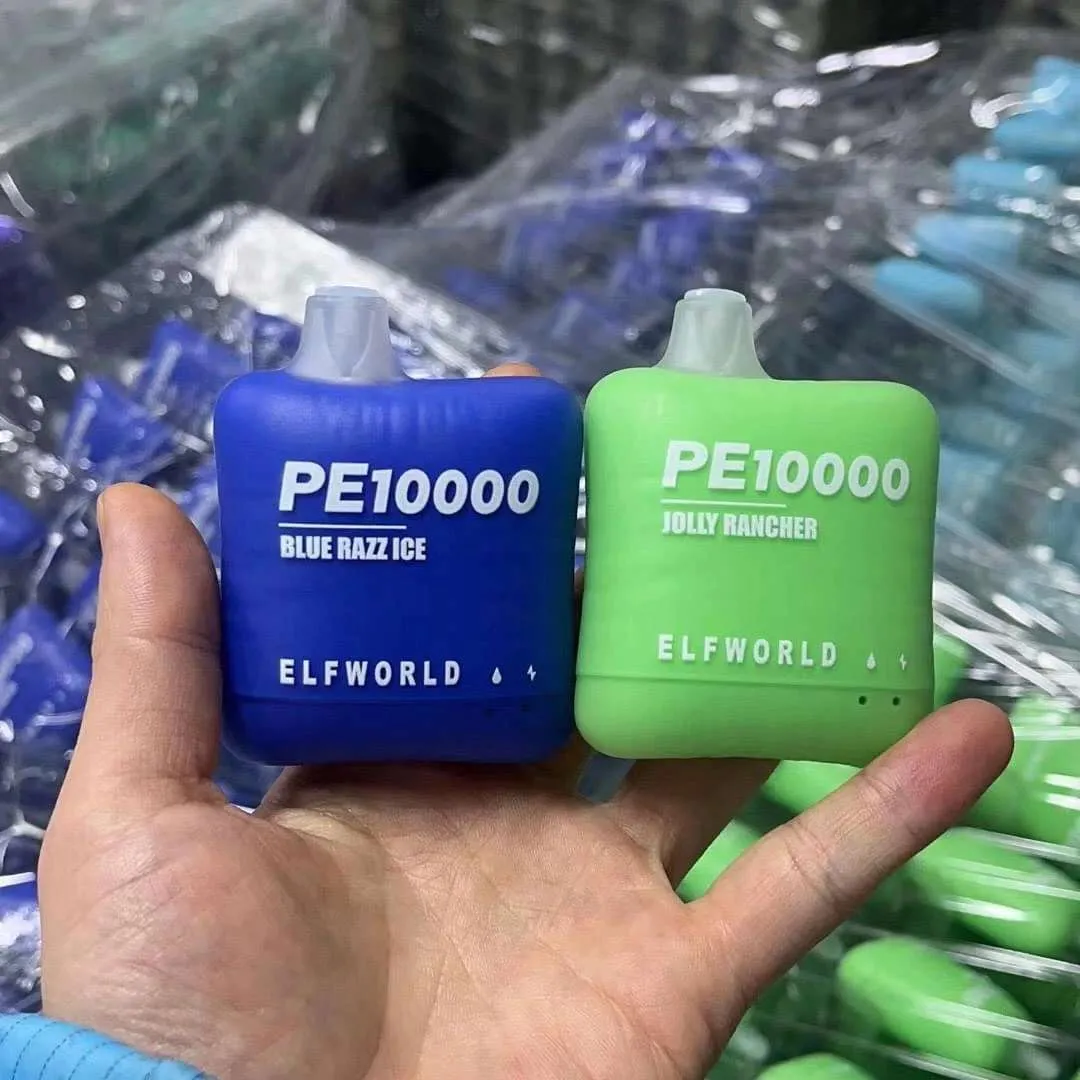 PE10000
BLUE RAZZ ICE
ELFWORLD
PE10000
JOLLY RANCHER
ELFWORLD